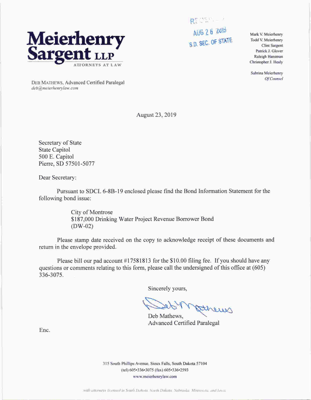 Meierhenry
Sargent LLP
ATTORNEYS AT LAW
AUG 28 2019
S.D. SEC. OF STATE
Mark V. Meierhenry
Todd V. Meierhenry
Clint Sargent
Patrick J. Glover
Raleigh Hansman
Christopher J. Healy
Sabrina Meierhenry
Of Counsel
DEB MATHEWS, Advanced Certified Paralegal
deb@meierhenrylaw.com
August 23, 2019
Secretary of State
State Capitol
500 E. Capitol
Pierre, SD 57501-5077
Dear Secretary:
Pursuant to SDCL 6-8B-19 enclosed please find the Bond Information Statement for the
following bond issue:
City of Montrose
$187,000 Drinking Water Project Revenue Borrower Bond
(DW-02)
Please stamp date received on the copy to acknowledge receipt of these documents and
return in the envelope provided.
Please bill our pad account #17581813 for the $10.00 filing fee. If you should have any
questions or comments relating to this form, please call the undersigned of this office at (605)
336-3075.
Sincerely yours,
Deb Mathews
Deb Mathews,
Advanced Certified Paralegal
Enc.
315 South Phillips Avenue, Sioux Falls, South Dakota 57104
(tel) 605•336•3075 (fax) 605•336•2593
www.meierhenrylaw.com